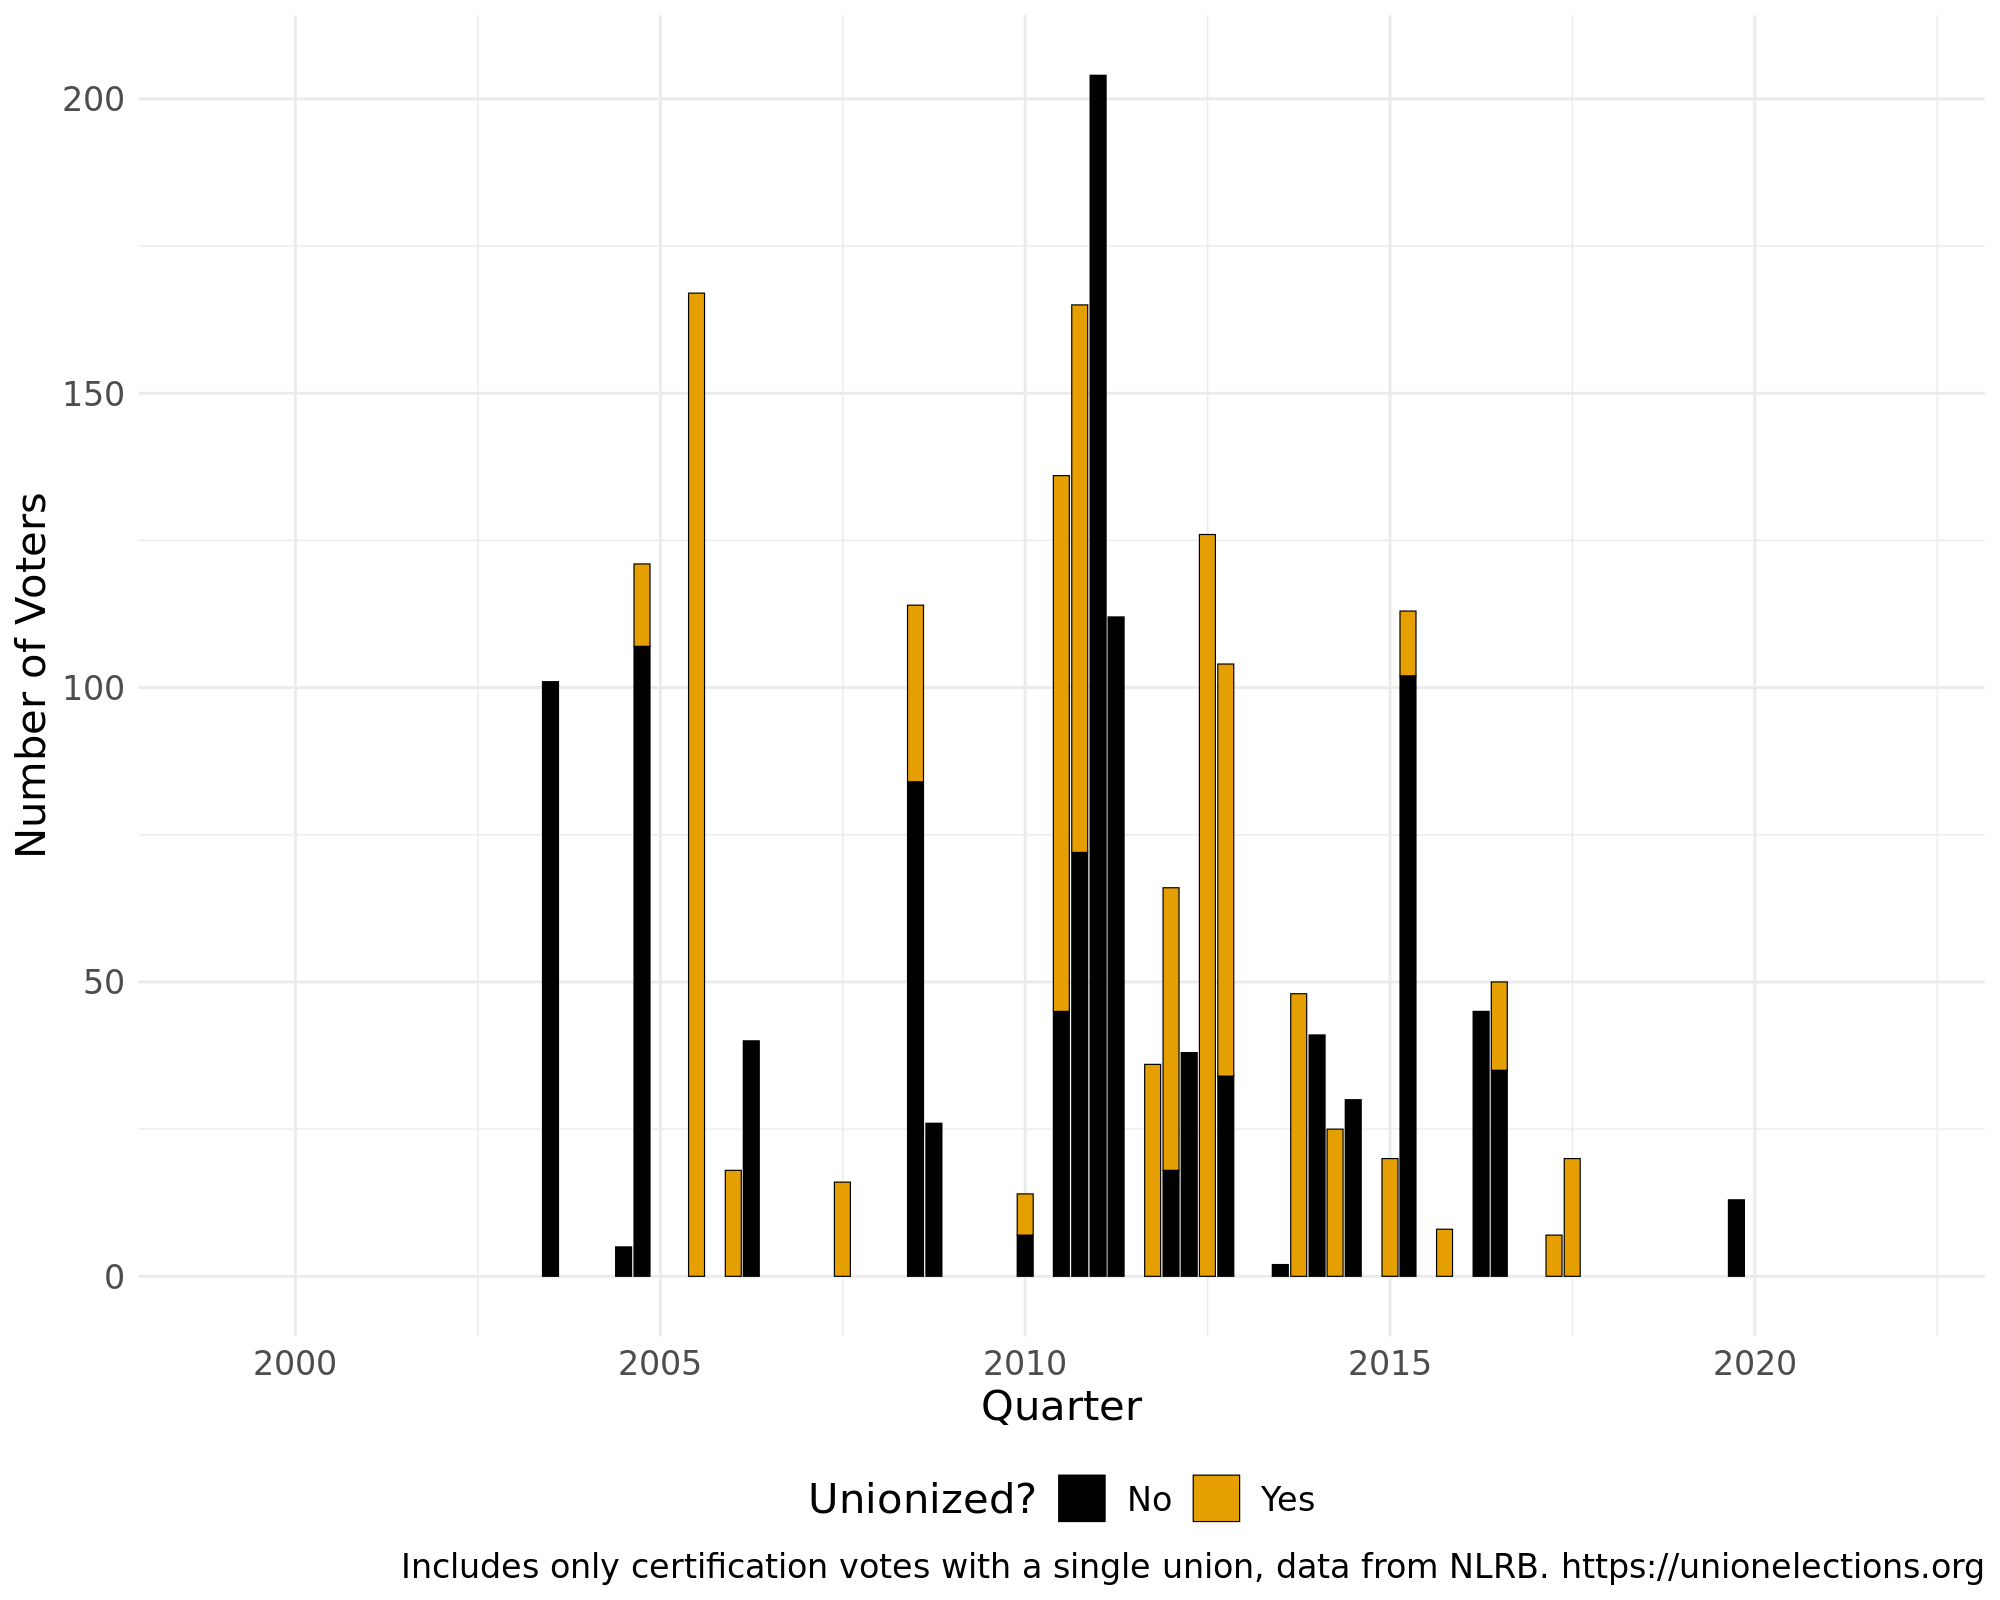 200
150
100
50
0
Number of Voters
2000 2005 2010 2015 2020
Quarter
Unionized? No Yes
Includes only certification votes with a single union, data from NLRB. https://unionelections.org